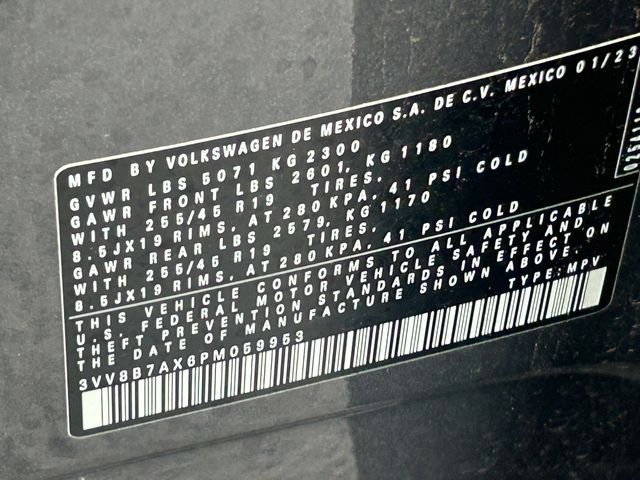 MFD BY VOLKSWAGEN DE MEXICO S.A. DE C.V. MEXICO 01/23
GVWR LBS 5071 KG 2300
GAWR FRONT LBS 2601, KG 1180
WITH 255/45 R19 TIRES,
8.5JX19 RIMS, AT 280 KPA, 41 PSI COLD
GAWR REAR LBS 2579, KG 1170
WITH 255/45 R19 TIRES,
8.5JX19 RIMS, AT 280 KPA, 41 PSI COLD
THIS VEHICLE CONFORMS TO ALL APPLICABLE
U.S. FEDERAL MOTOR VEHICLE SAFETY AND
THEFT PREVENTION STANDARDS IN EFFECT ON
THE DATE OF MANUFACTURE SHOWN ABOVE.
TYPE: MPV
3VV8B7AX6PM059953